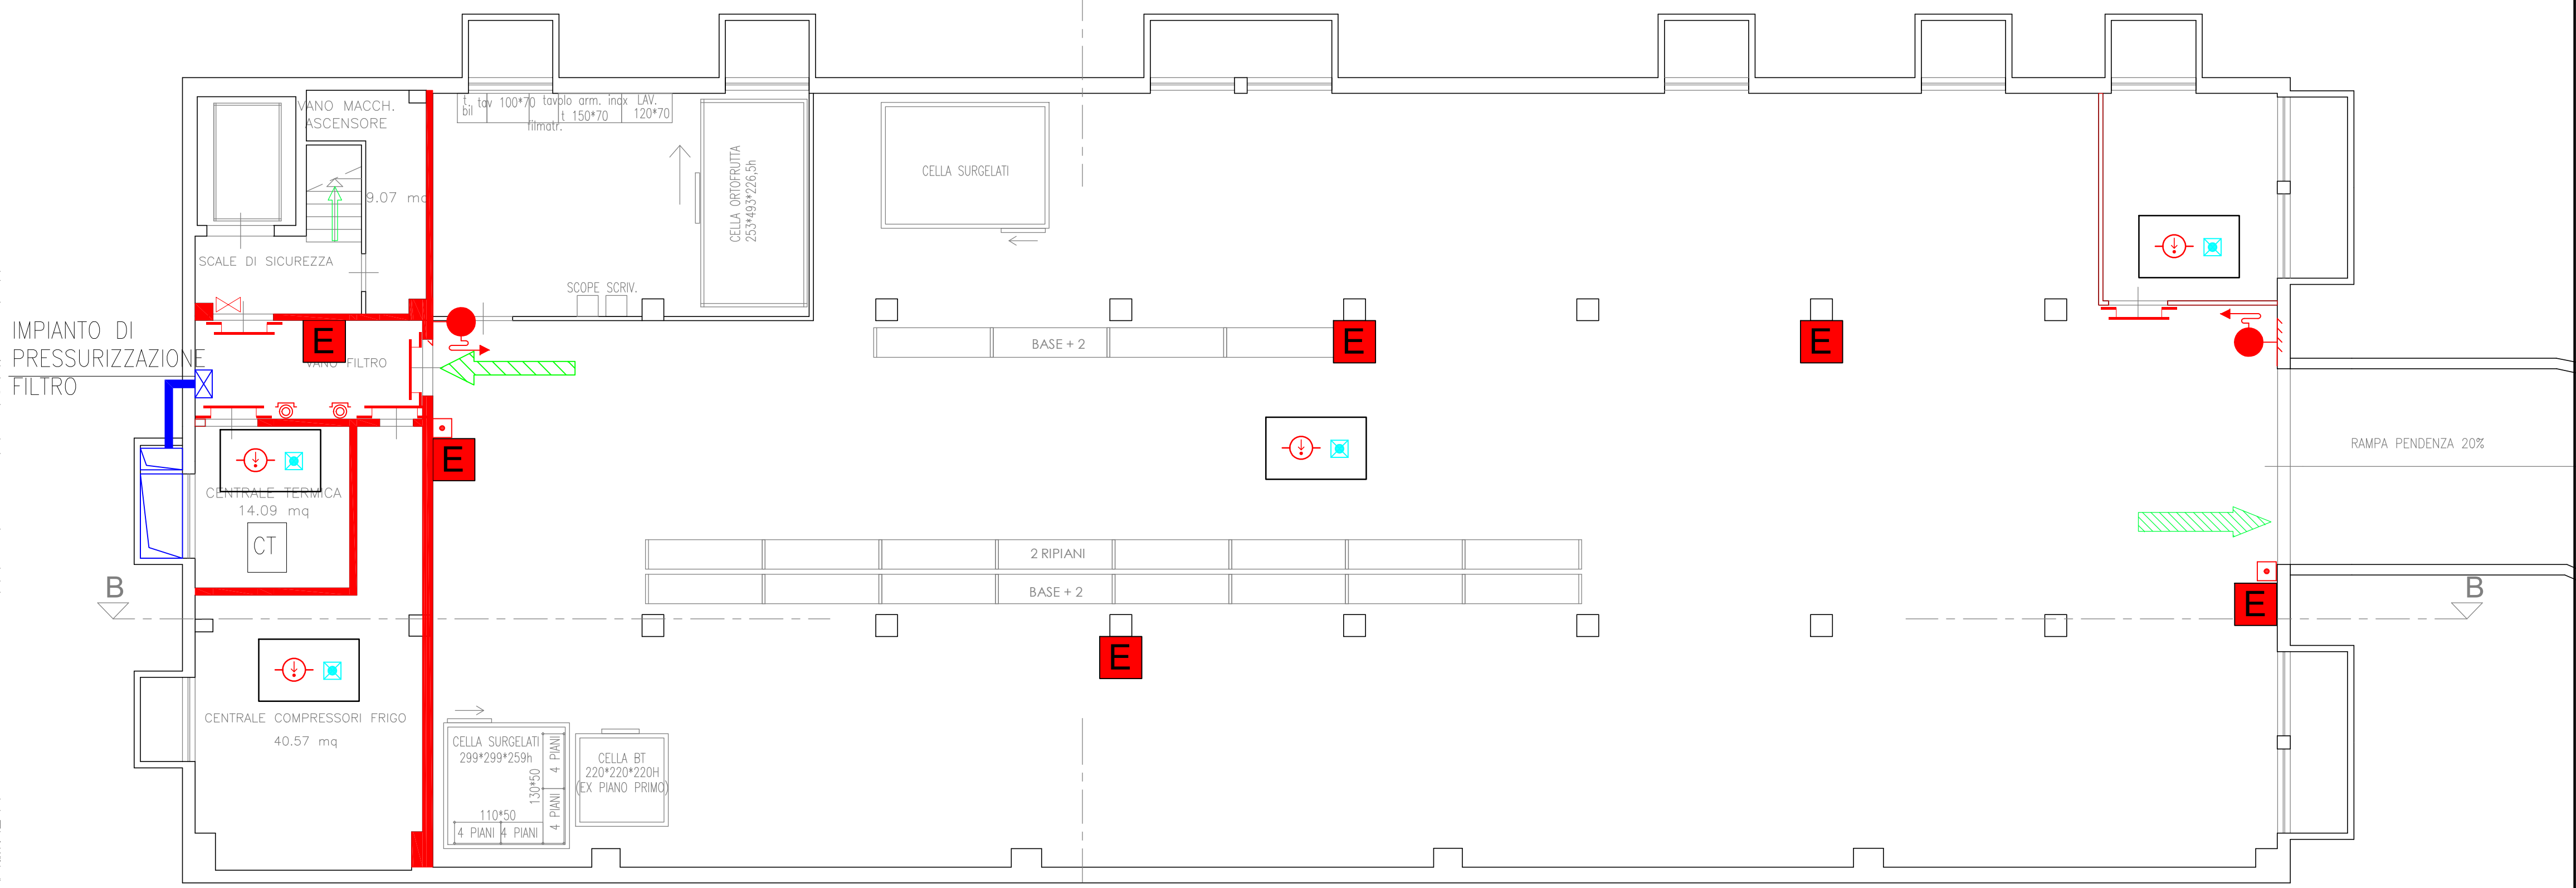 VANO MACCH.
ASCENSORE
9.07 mq
SCALE DI SICUREZZA
IMPIANTO DI
PRESSURIZZAZIONE
FILTRO
E
VANO FILTRO
t. tav 100*70 tavolo arm. inox LAV.
bil t 150*70 120*70
filmatr.
CELLA ORTOFRUTTA
253*493*226,5h
SCOPE SCRIV.
CELLA SURGELATI
BASE + 2
E
E
E
CENTRALE TERMICA
14.09 mq
CT
RAMPA PENDENZA 20%
2 RIPIANI
BASE + 2
B
B
E
E
CENTRALE COMPRESSORI FRIGO
40.57 mq
CELLA SURGELATI
299*299*259h
4 PIANI
130*50
4 PIANI
110*50
4 PIANI 4 PIANI
CELLA BT
220*220*220H
(EX PIANO PRIMO)